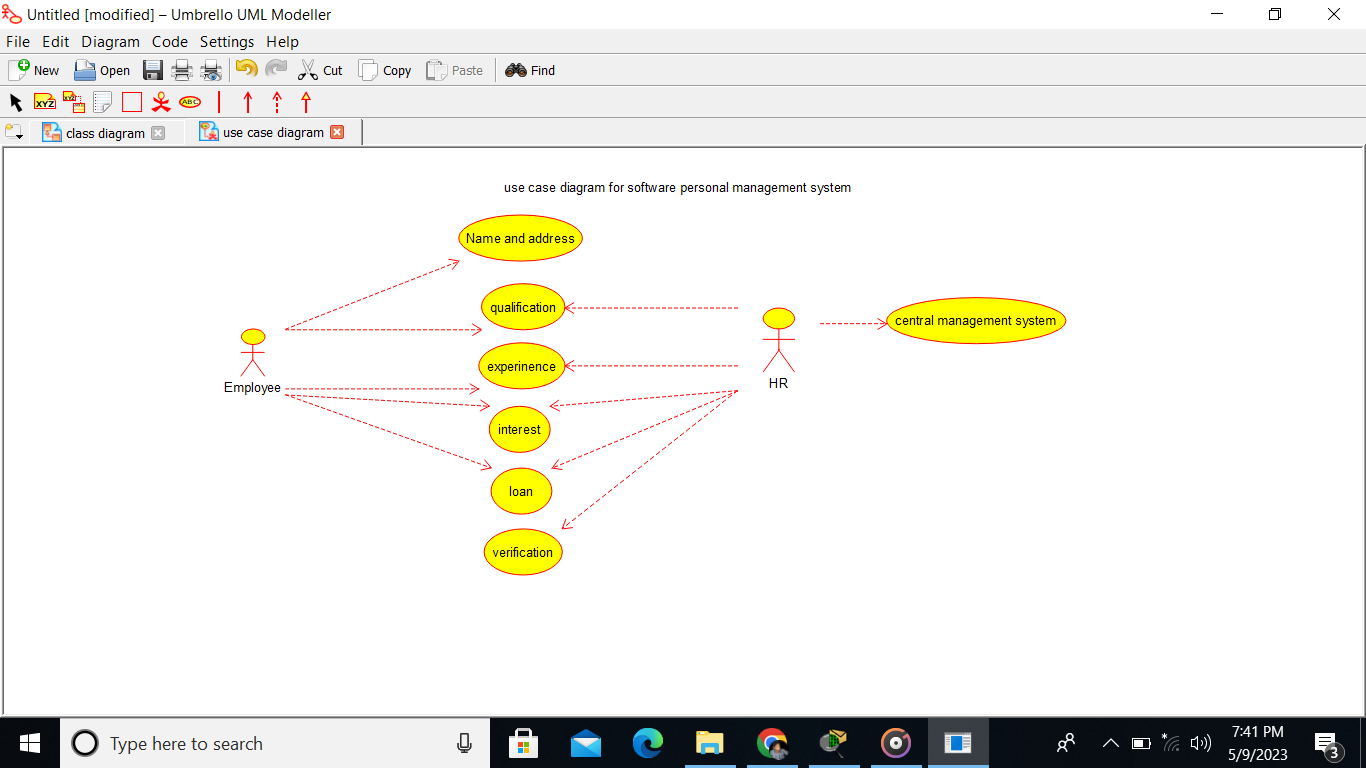 Untitled [modified] – Umbrello UML Modeller
File Edit Diagram Code Settings Help
New Open Cut Copy Paste Find
XYZ XYZ ABC
class diagram use case diagram
use case diagram for software personal management system
Name and address
qualification
central management system
experinence
HR
Employee
interest
loan
verification
Type here to search
7:41 PM
5/9/2023
3